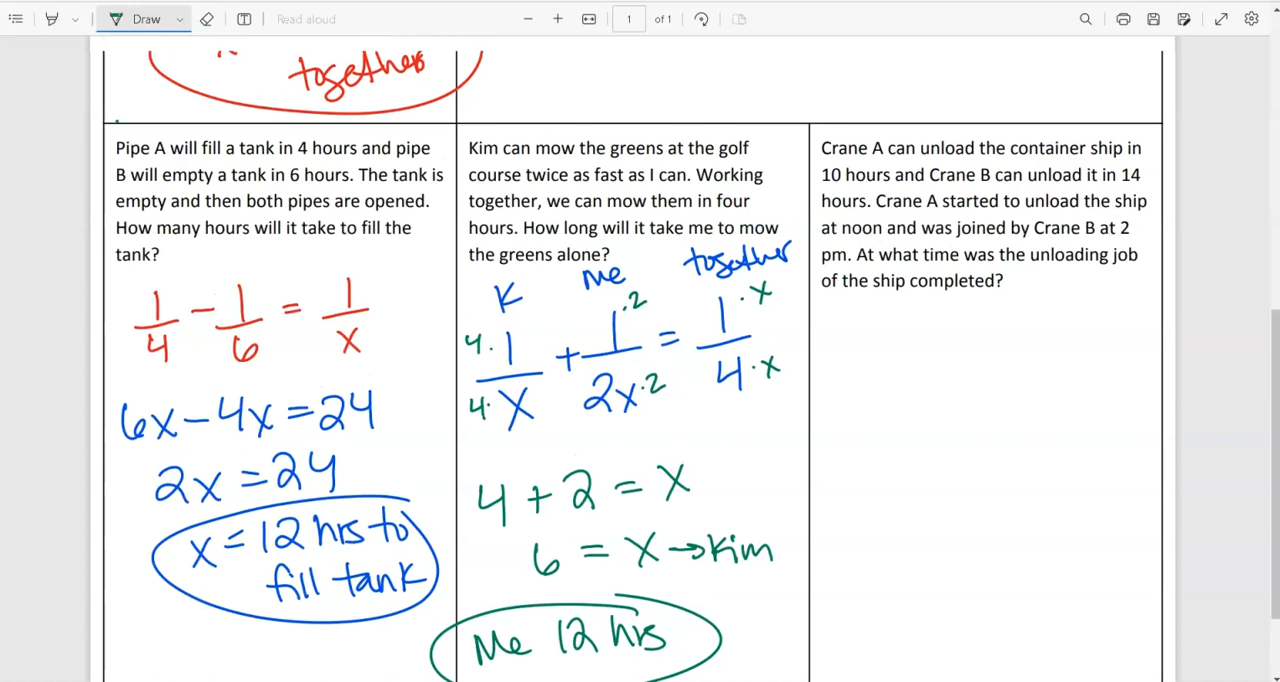 Draw
Read aloud
1
of 1
together
Pipe A will fill a tank in 4 hours and pipe
B will empty a tank in 6 hours. The tank is
empty and then both pipes are opened.
How many hours will it take to fill the
tank?
1/4 - 1/6 = 1/x
6x - 4x = 24
2x = 24
x = 12 hrs to
fill tank
Kim can mow the greens at the golf
course twice as fast as I can. Working
together, we can mow them in four
hours. How long will it take me to mow
the greens alone?
K me together
4· 1 + 1 ·2 = 1 ·x
4· x 2x ·2 4 ·x
4 + 2 = x
6 = x → Kim
Me 12 hrs
Crane A can unload the container ship in
10 hours and Crane B can unload it in 14
hours. Crane A started to unload the ship
at noon and was joined by Crane B at 2
pm. At what time was the unloading job
of the ship completed?